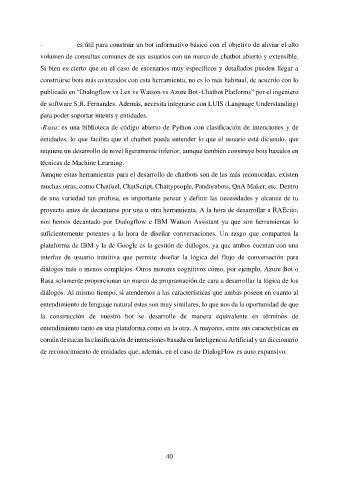 - es útil para construir un bot informativo básico con el objetivo de aliviar el alto
volumen de consultas comunes de sus usuarios con un marco de chatbot abierto y extensible.
Si bien es cierto que en el caso de escenarios muy específicos y detallados pueden llegar a
construirse bots más avanzados con esta herramienta, no es lo más habitual, de acuerdo con lo
publicado en “Dialogflow vs Lex vs Watson vs Azure Bot–Chatbot Platforms” por el ingeniero
de software S.R. Fernandes. Además, necesita integrarse con LUIS (Language Understanding)
para poder soportar intents y entidades.
-Rasa: es una biblioteca de código abierto de Python con clasificación de intenciones y de
entidades, lo que facilita que el chatbot pueda entender lo que el usuario está diciendo. que
requiere un desarrollo de nivel ligeramente inferior, aunque también construye bots basados en
técnicas de Machine Learning.
Aunque estas herramientas para el desarrollo de chatbots son de las más reconocidas, existen
muchas otras, como Chatfuel, ChatScript, Chattypeople, Pandorabots, QnA Maker, etc. Dentro
de una variedad tan profusa, es importante pensar y definir las necesidades y alcance de tu
proyecto antes de decantarse por una u otra herramienta. A la hora de desarrollar a RAEcito,
nos hemos decantado por Dialogflow e IBM Watson Assistant ya que son herramientas lo
suficientemente potentes a la hora de diseñar conversaciones. Un rasgo que comparten la
plataforma de IBM y la de Google es la gestión de diálogos, ya que ambos cuentan con una
interfaz de usuario intuitiva que permite diseñar la lógica del flujo de conversación para
diálogos más o menos complejos. Otros motores cognitivos como, por ejemplo, Azure Bot o
Rasa solamente proporcionan un marco de programación de cara a desarrollar la lógica de los
diálogos. Al mismo tiempo, si atendemos a las características que ambas poseen en cuanto al
entendimiento de lenguaje natural estas son muy similares, lo que nos da la oportunidad de que
la construcción de nuestro bot se desarrolle de manera equivalente en términos de
entendimiento tanto en una plataforma como en la otra. A mayores, entre sus características en
común destacan la clasificación de intenciones basada en Inteligencia Artificial y un diccionario
de reconocimiento de entidades que, además, en el caso de DialogFlow es auto expansivo.
40